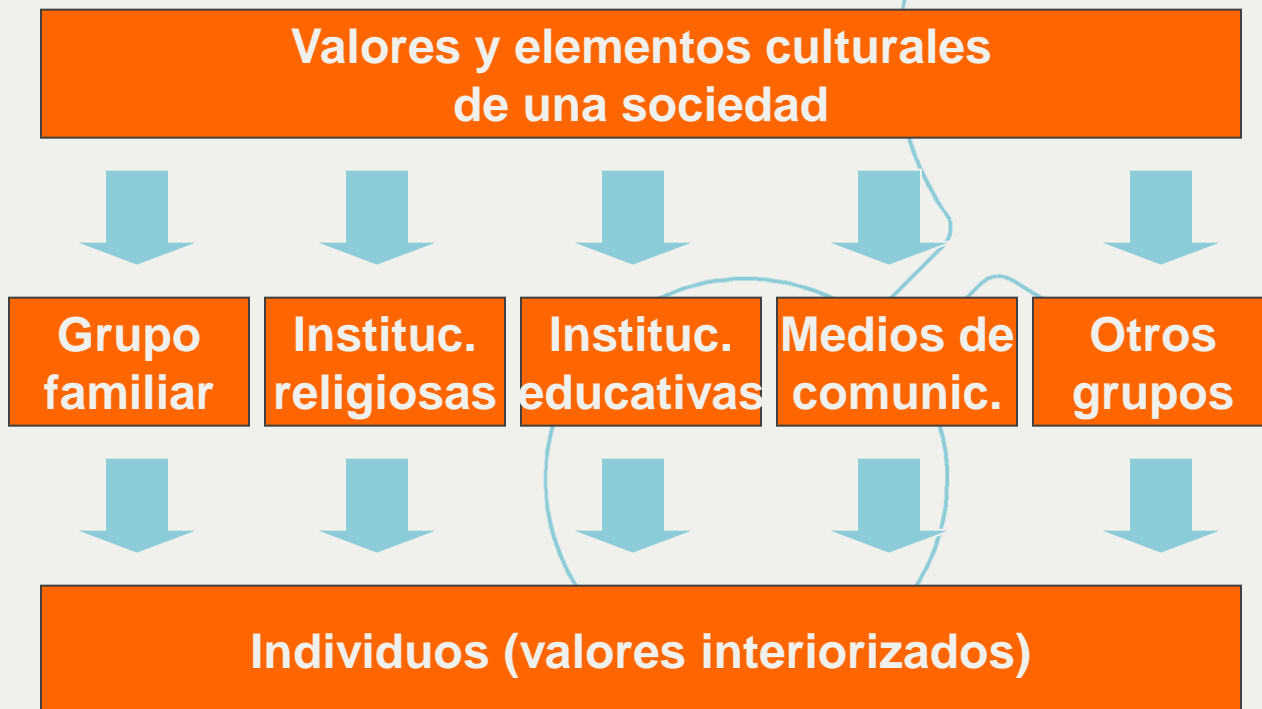 Valores y elementos culturales
de una sociedad
Grupo
familiar
Instituc.
religiosas
Instituc.
educativas
Medios de
comunic.
Otros
grupos
Individuos (valores interiorizados)